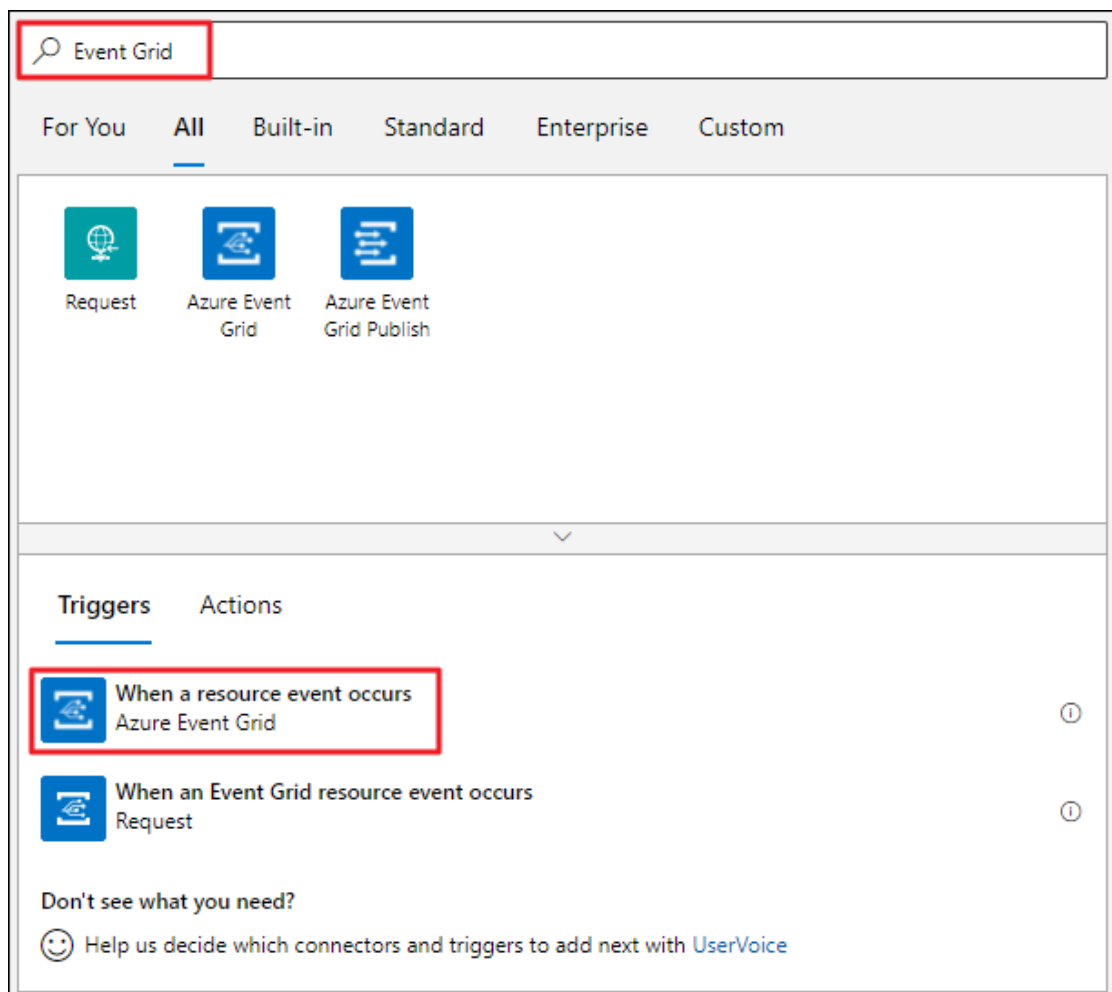 Event Grid
For You All Built-in Standard Enterprise Custom
Request Azure Event Azure Event
Grid Grid Publish
Triggers Actions
When a resource event occurs
Azure Event Grid
When an Event Grid resource event occurs
Request
Don't see what you need?
Help us decide which connectors and triggers to add next with UserVoice